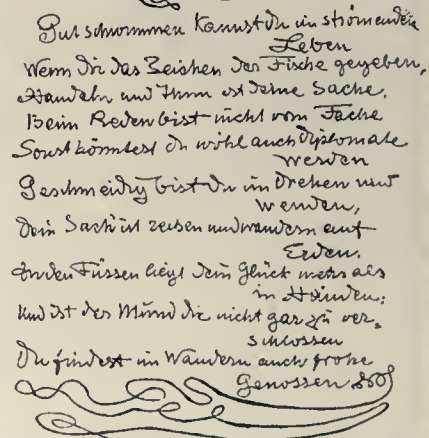 Gut schwimmen kannst Du im strömenden
Leben
Wenn Dir das Zeichen der Fische gegeben,
Handeln und Thun ist Deine Sache.
Beim Reden bist nicht vom Fache
Sonst könntest Du wohl auch Diplomate
werden
Geschmeidig bist Du im Drehen und
Wenden,
Dein Sach' ist reisen und wandern auf
Erden.
In den Füssen liegt Dein Glück mehr als
in Händen:
Und ist der Mund Dir nicht gar zu ver=
schlossen
Du findest im Wandern auch frohe
Genossen